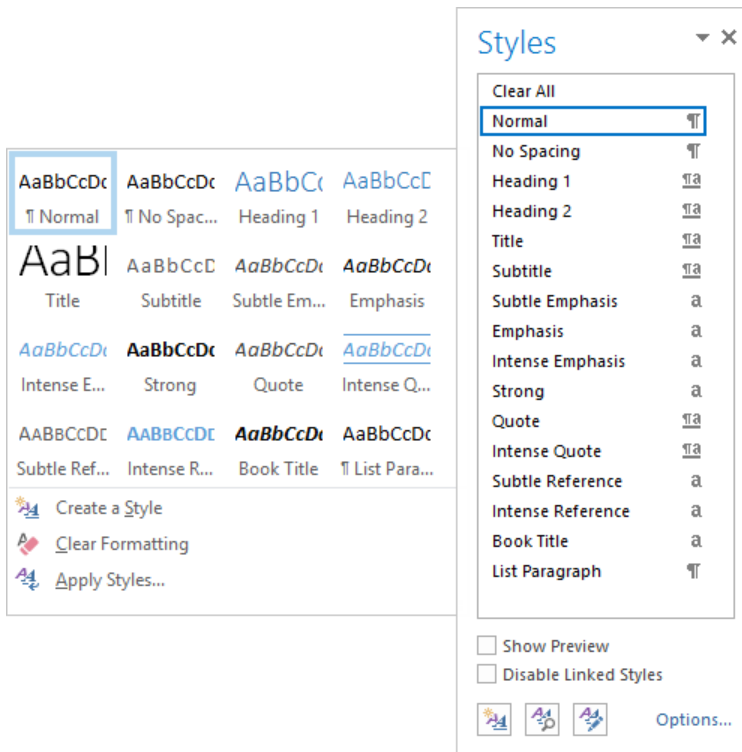 AaBbCcDc AaBbCcDc AaBbCc AaBbCcD
¶ Normal ¶ No Spac... Heading 1 Heading 2
AaBl AaBbCcD AaBbCcDc AaBbCcDc
Title Subtitle Subtle Em... Emphasis
AaBbCcDc AaBbCcDc AaBbCcDc AaBbCcDc
Intense E... Strong Quote Intense Q...
AaBbCcDd AaBbCcDd AaBbCcDc AaBbCcDc
Subtle Ref... Intense R... Book Title ¶ List Para...
Create a Style
Clear Formatting
Apply Styles...
Styles
Clear All
Normal ¶
No Spacing ¶
Heading 1 ¶a
Heading 2 ¶a
Title ¶a
Subtitle ¶a
Subtle Emphasis a
Emphasis a
Intense Emphasis a
Strong a
Quote ¶a
Intense Quote ¶a
Subtle Reference a
Intense Reference a
Book Title a
List Paragraph ¶
Show Preview
Disable Linked Styles
Options...